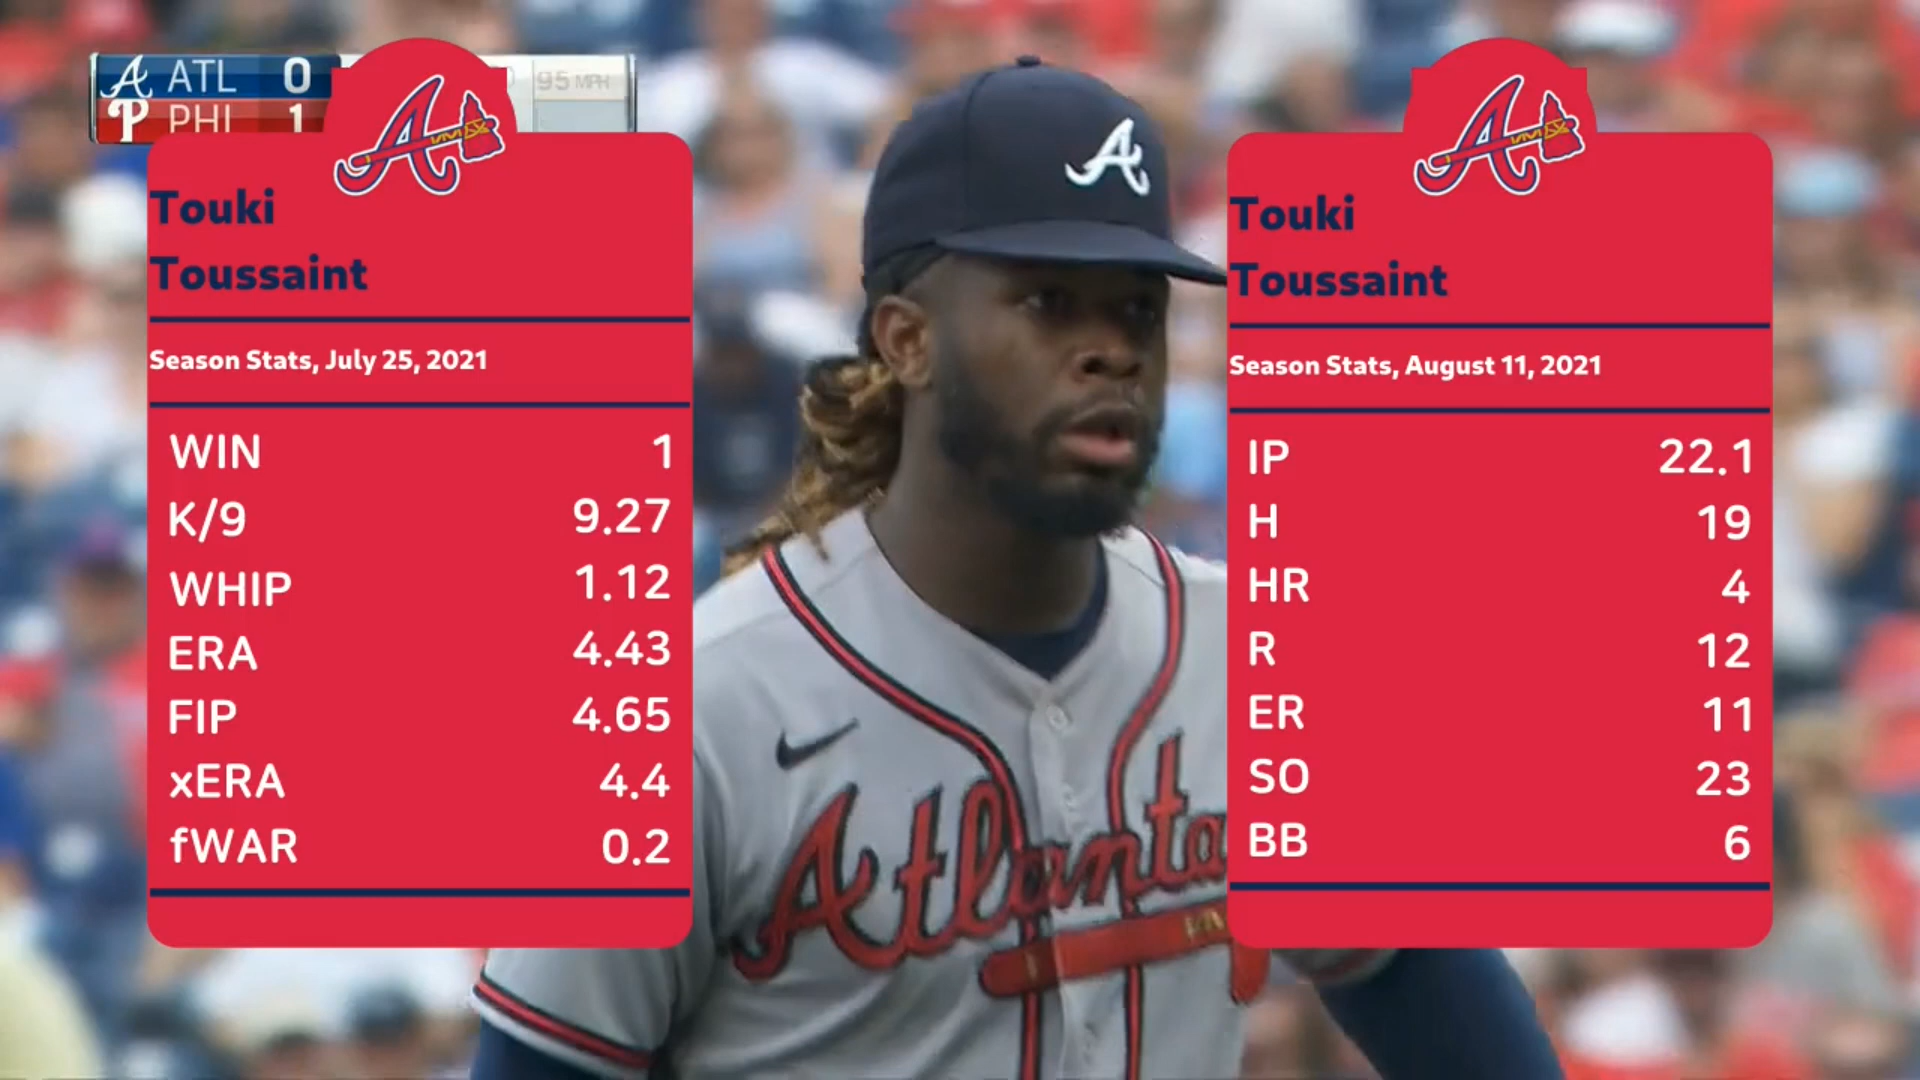 ATL 0
PHI 1
95 MPH
Touki
Toussaint
Season Stats, July 25, 2021
WIN 1
K/9 9.27
WHIP 1.12
ERA 4.43
FIP 4.65
xERA 4.4
fWAR 0.2
Touki
Toussaint
Season Stats, August 11, 2021
IP 22.1
H 19
HR 4
R 12
ER 11
SO 23
BB 6
A
Atlanta